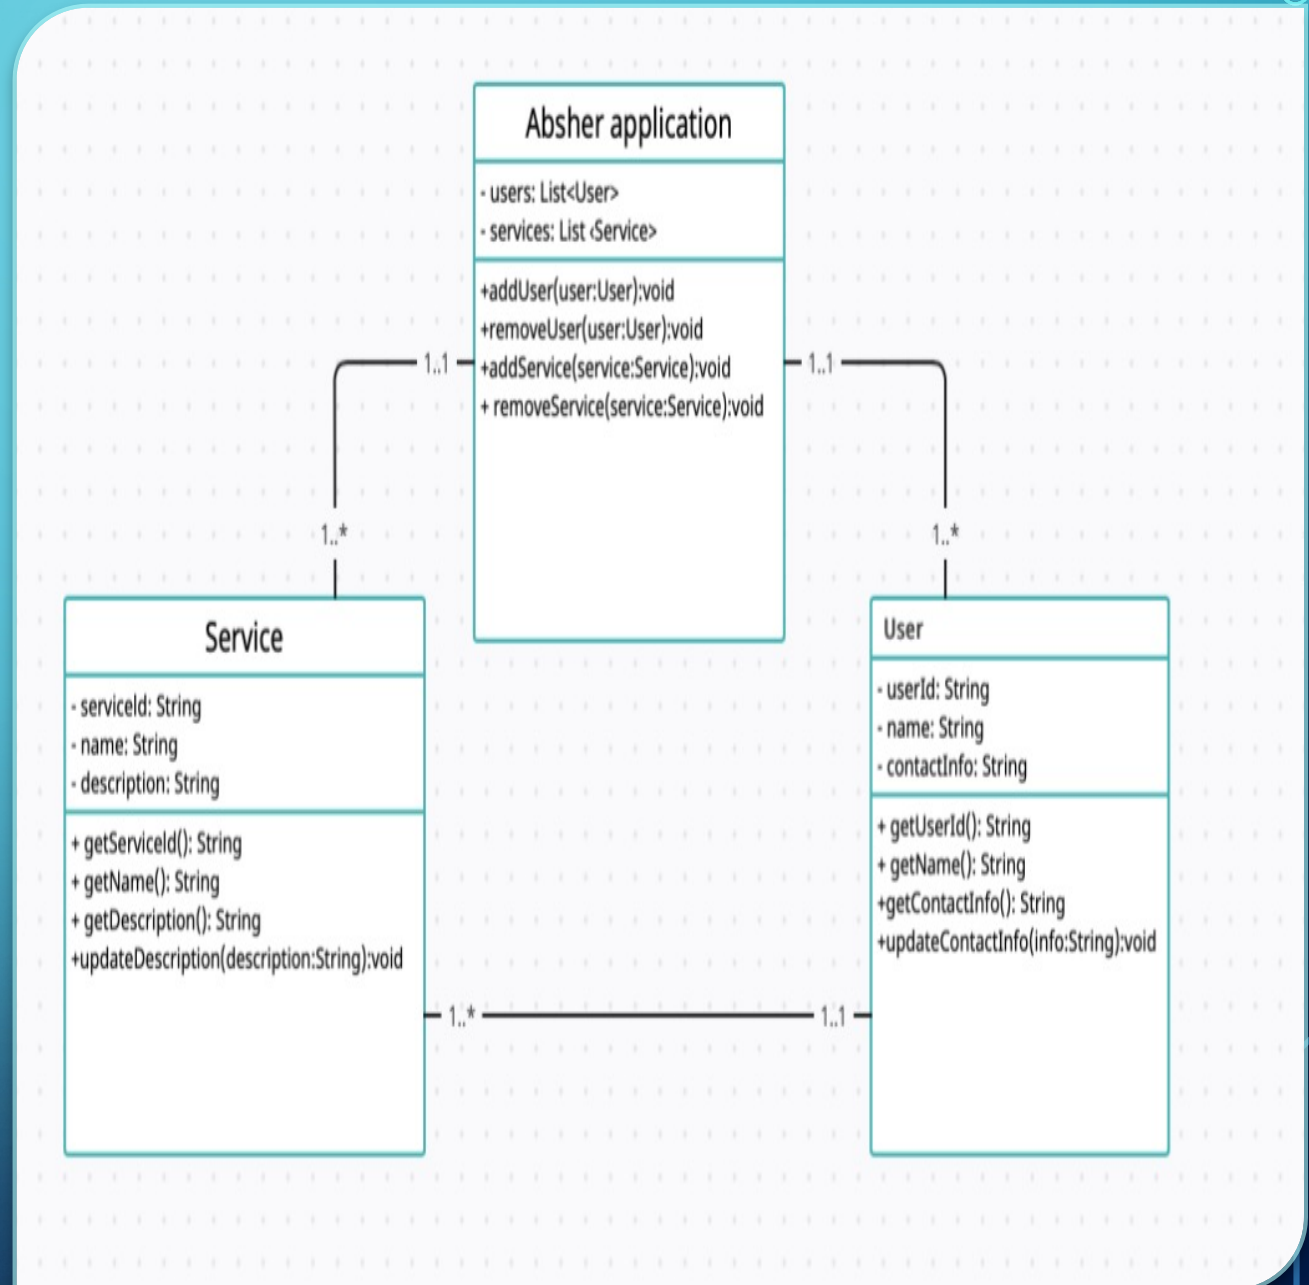 Absher application
- users: List<User>
- services: List <Service>
+addUser(user:User):void
+removeUser(user:User):void
+addService(service:Service):void
+ removeService(service:Service):void
1..1
1..1
1..*
1..*
Service
- serviceId: String
- name: String
- description: String
+ getServiceId(): String
+ getName(): String
+ getDescription(): String
+updateDescription(description:String):void
User
- userId: String
- name: String
- contactInfo: String
+ getUserId(): String
+ getName(): String
+getContactInfo(): String
+updateContactInfo(info:String):void
1..*
1..1